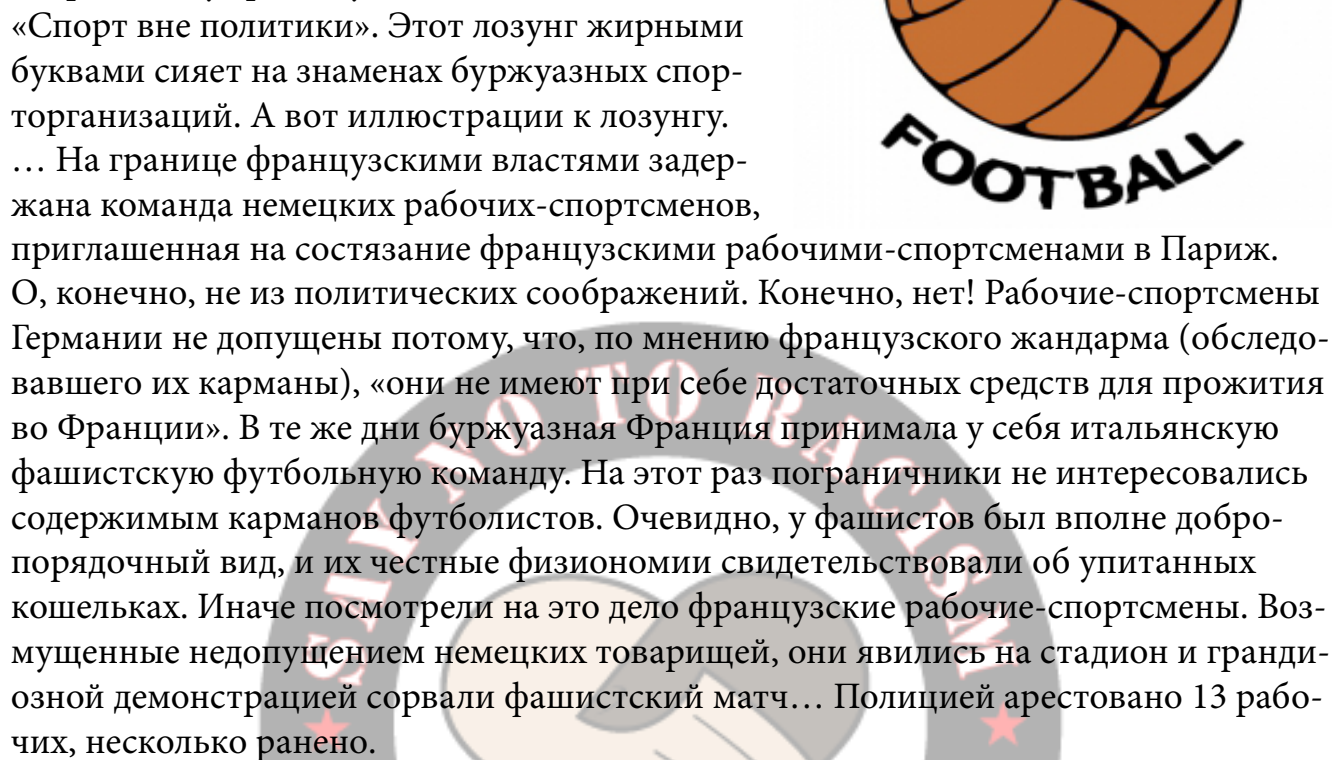 «Спорт вне политики». Этот лозунг жирными
буквами сияет на знаменах буржуазных спор-
торганизаций. А вот иллюстрации к лозунгу.
… На границе французскими властями задер-
жана команда немецких рабочих-спортсменов,
приглашенная на состязание французскими рабочими-спортсменами в Париж.
О, конечно, не из политических соображений. Конечно, нет! Рабочие-спортсмены
Германии не допущены потому, что, по мнению французского жандарма (обследо-
вавшего их карманы), «они не имеют при себе достаточных средств для прожития
во Франции». В те же дни буржуазная Франция принимала у себя итальянскую
фашистскую футбольную команду. На этот раз пограничники не интересовались
содержимым карманов футболистов. Очевидно, у фашистов был вполне добро-
порядочный вид, и их честные физиономии свидетельствовали об упитанных
кошельках. Иначе посмотрели на это дело французские рабочие-спортсмены. Воз-
мущенные недопущением немецких товарищей, они явились на стадион и гранди-
озной демонстрацией сорвали фашистский матч… Полицией арестовано 13 рабо-
чих, несколько ранено.
FOOTBALL
SAY NO TO RACISM